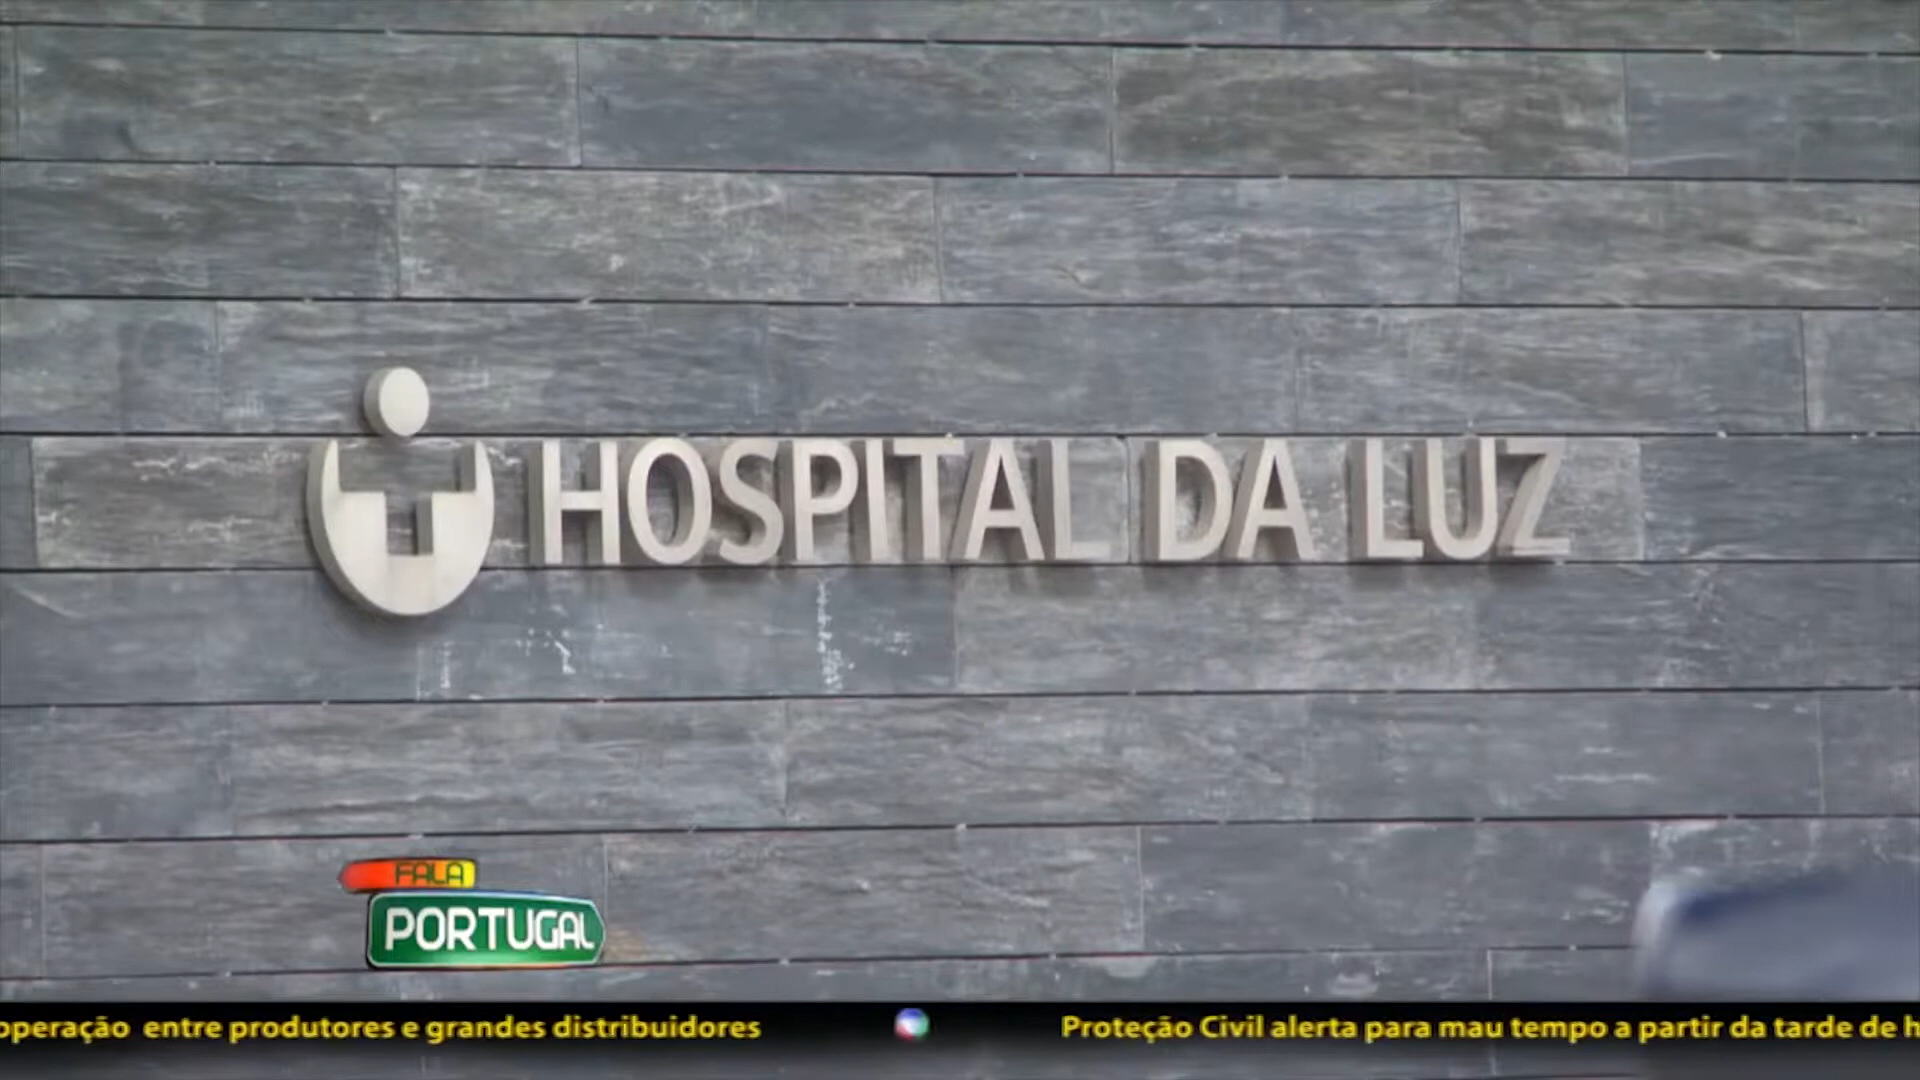 HOSPITAL DA LUZ
FALA
PORTUGAL
operação entre produtores e grandes distribuidores
Proteção Civil alerta para mau tempo a partir da tarde de h